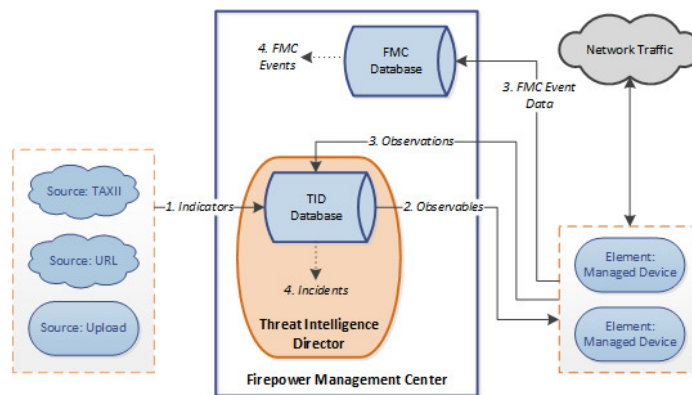 4. FMC
Events
FMC
Database
Network Traffic
3. FMC Event
Data
3. Observations
Source: TAXII
1. Indicators
TID
Database
2. Observables
Source: URL
Element:
Managed Device
4. Incidents
Source: Upload
Threat Intelligence
Director
Element:
Managed Device
Firepower Management Center